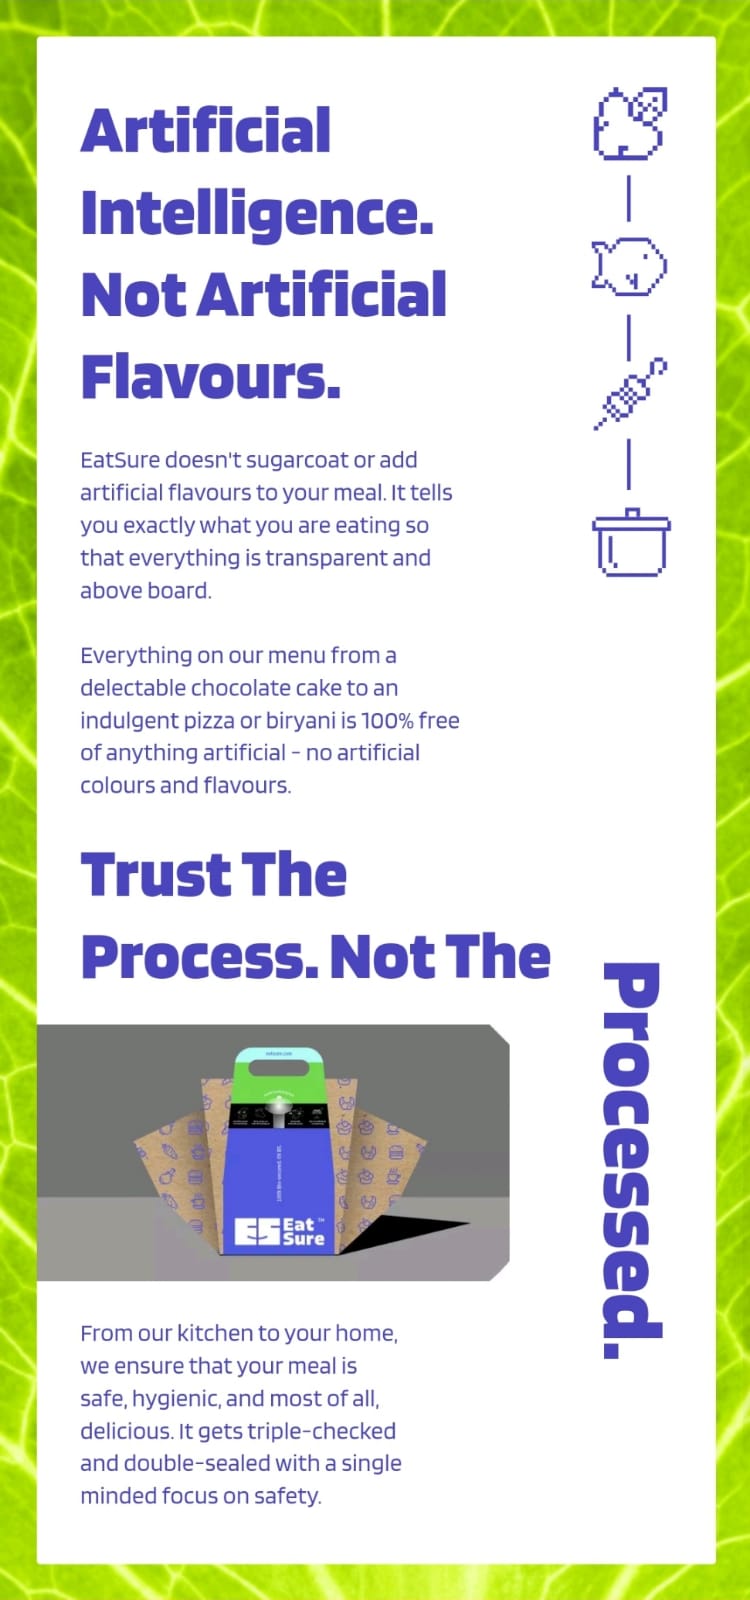 Artificial
Intelligence.
Not Artificial
Flavours.
EatSure doesn't sugarcoat or add
artificial flavours to your meal. It tells
you exactly what you are eating so
that everything is transparent and
above board.
Everything on our menu from a
delectable chocolate cake to an
indulgent pizza or biryani is 100% free
of anything artificial - no artificial
colours and flavours.
Trust The
Process. Not The
Processed.
Eat
Sure
™
From our kitchen to your home,
we ensure that your meal is
safe, hygienic, and most of all,
delicious. It gets triple-checked
and double-sealed with a single
minded focus on safety.